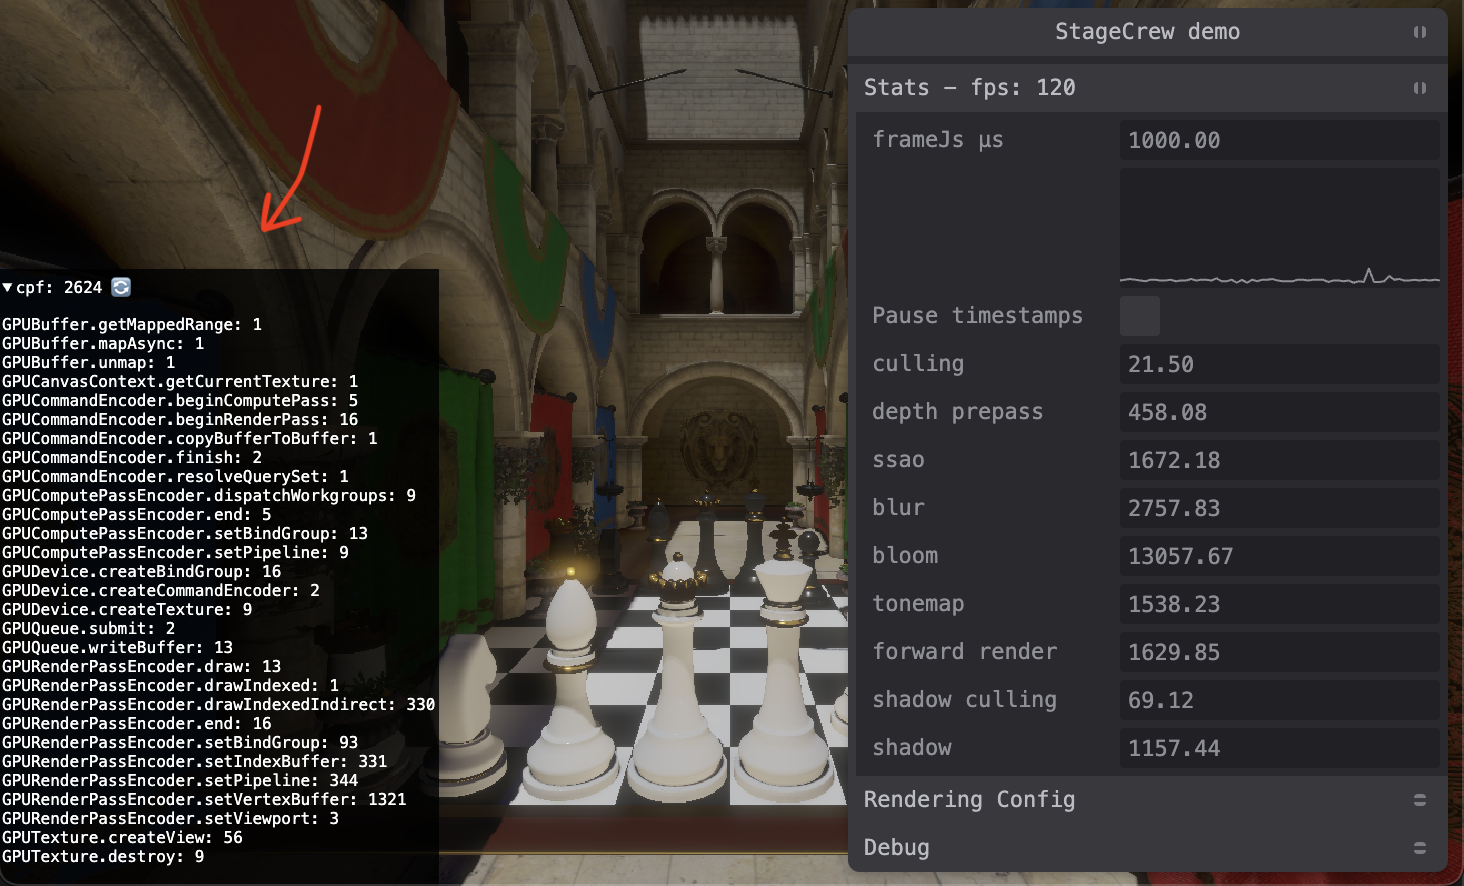 ▼cpf: 2624 🔄
GPUBuffer.getMappedRange: 1
GPUBuffer.mapAsync: 1
GPUBuffer.unmap: 1
GPUCanvasContext.getCurrentTexture: 1
GPUCommandEncoder.beginComputePass: 5
GPUCommandEncoder.beginRenderPass: 16
GPUCommandEncoder.copyBufferToBuffer: 1
GPUCommandEncoder.finish: 2
GPUCommandEncoder.resolveQuerySet: 1
GPUComputePassEncoder.dispatchWorkgroups: 9
GPUComputePassEncoder.end: 5
GPUComputePassEncoder.setBindGroup: 13
GPUComputePassEncoder.setPipeline: 9
GPUDevice.createBindGroup: 16
GPUDevice.createCommandEncoder: 2
GPUDevice.createTexture: 9
GPUQueue.submit: 2
GPUQueue.writeBuffer: 13
GPURenderPassEncoder.draw: 13
GPURenderPassEncoder.drawIndexed: 1
GPURenderPassEncoder.drawIndexedIndirect: 330
GPURenderPassEncoder.end: 16
GPURenderPassEncoder.setBindGroup: 93
GPURenderPassEncoder.setIndexBuffer: 331
GPURenderPassEncoder.setPipeline: 344
GPURenderPassEncoder.setVertexBuffer: 1321
GPURenderPassEncoder.setViewport: 3
GPUTexture.createView: 56
GPUTexture.destroy: 9
StageCrew demo
Stats - fps: 120
frameJs µs 1000.00
Pause timestamps
culling 21.50
depth prepass 458.08
ssao 1672.18
blur 2757.83
bloom 13057.67
tonemap 1538.23
forward render 1629.85
shadow culling 69.12
shadow 1157.44
Rendering Config
Debug